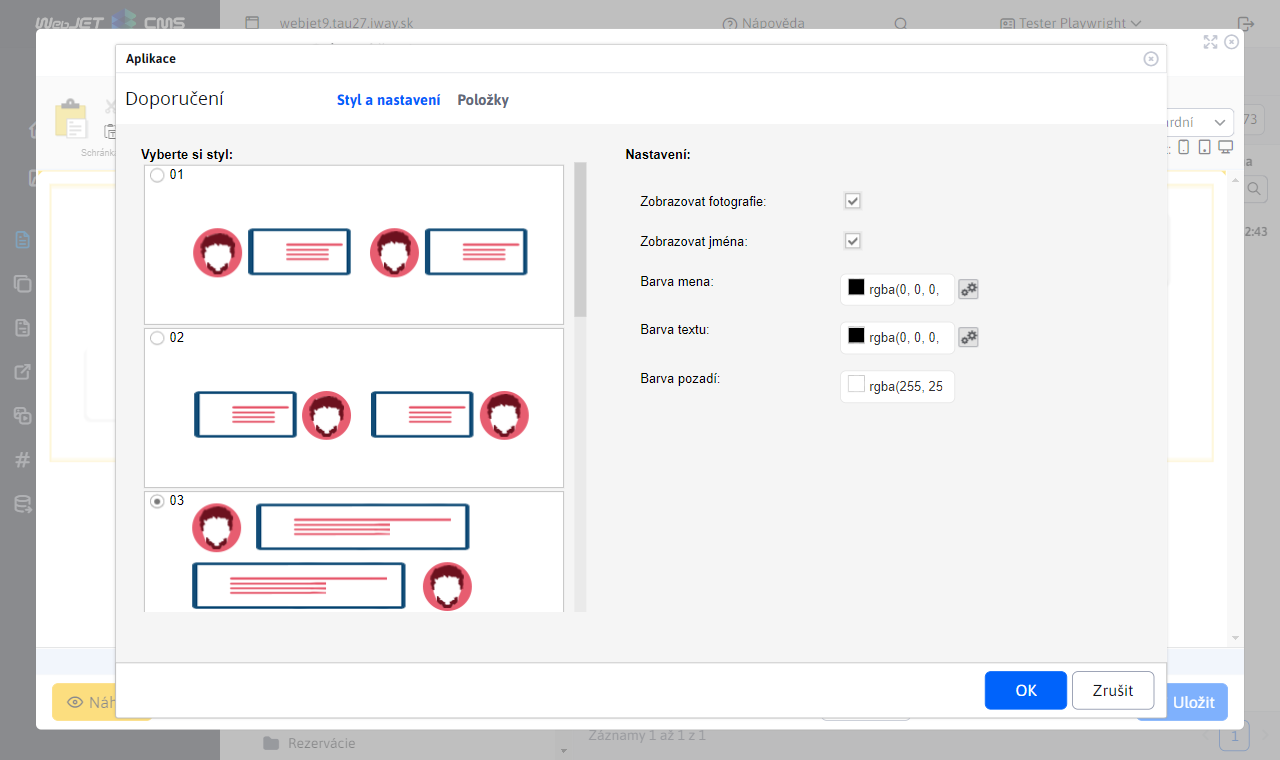 WebJET CMS
webjet9.tau27.iway.sk
Nápověda
Tester Playwright
Aplikace
Doporučení
Styl a nastavení
Položky
Schránka
rdní
73
Vyberte si styl:
01
02
03
Nastavení:
Zobrazovat fotografie:
Zobrazovat jména:
Barva mena:
rgba(0, 0, 0,
Barva textu:
rgba(0, 0, 0,
Barva pozadí:
rgba(255, 25
2:43
OK
Zrušit
Náh
Uložit
Rezervácie
Záznamy 1 až 1 z 1
1